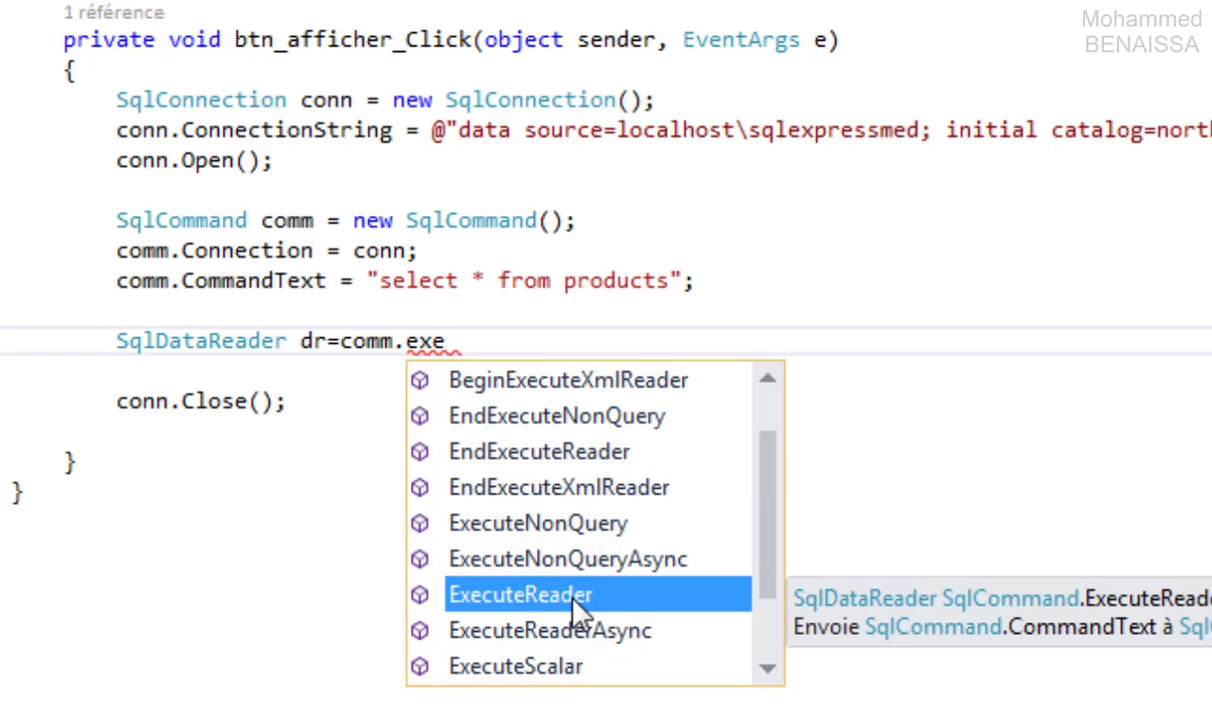 1 référence
Mohammed
BENAISSA
private void btn_afficher_Click(object sender, EventArgs e)
{
SqlConnection conn = new SqlConnection();
conn.ConnectionString = @"data source=localhost\sqlexpressmed; initial catalog=north
conn.Open();
SqlCommand comm = new SqlCommand();
comm.Connection = conn;
comm.CommandText = "select * from products";
SqlDataReader dr=comm.exe
BeginExecuteXmlReader
conn.Close();
EndExecuteNonQuery
EndExecuteReader
}
EndExecuteXmlReader
}
ExecuteNonQuery
ExecuteNonQueryAsync
ExecuteReader
SqlDataReader SqlCommand.ExecuteReade
Envoie SqlCommand.CommandText à Sql
ExecuteReaderAsync
ExecuteScalar